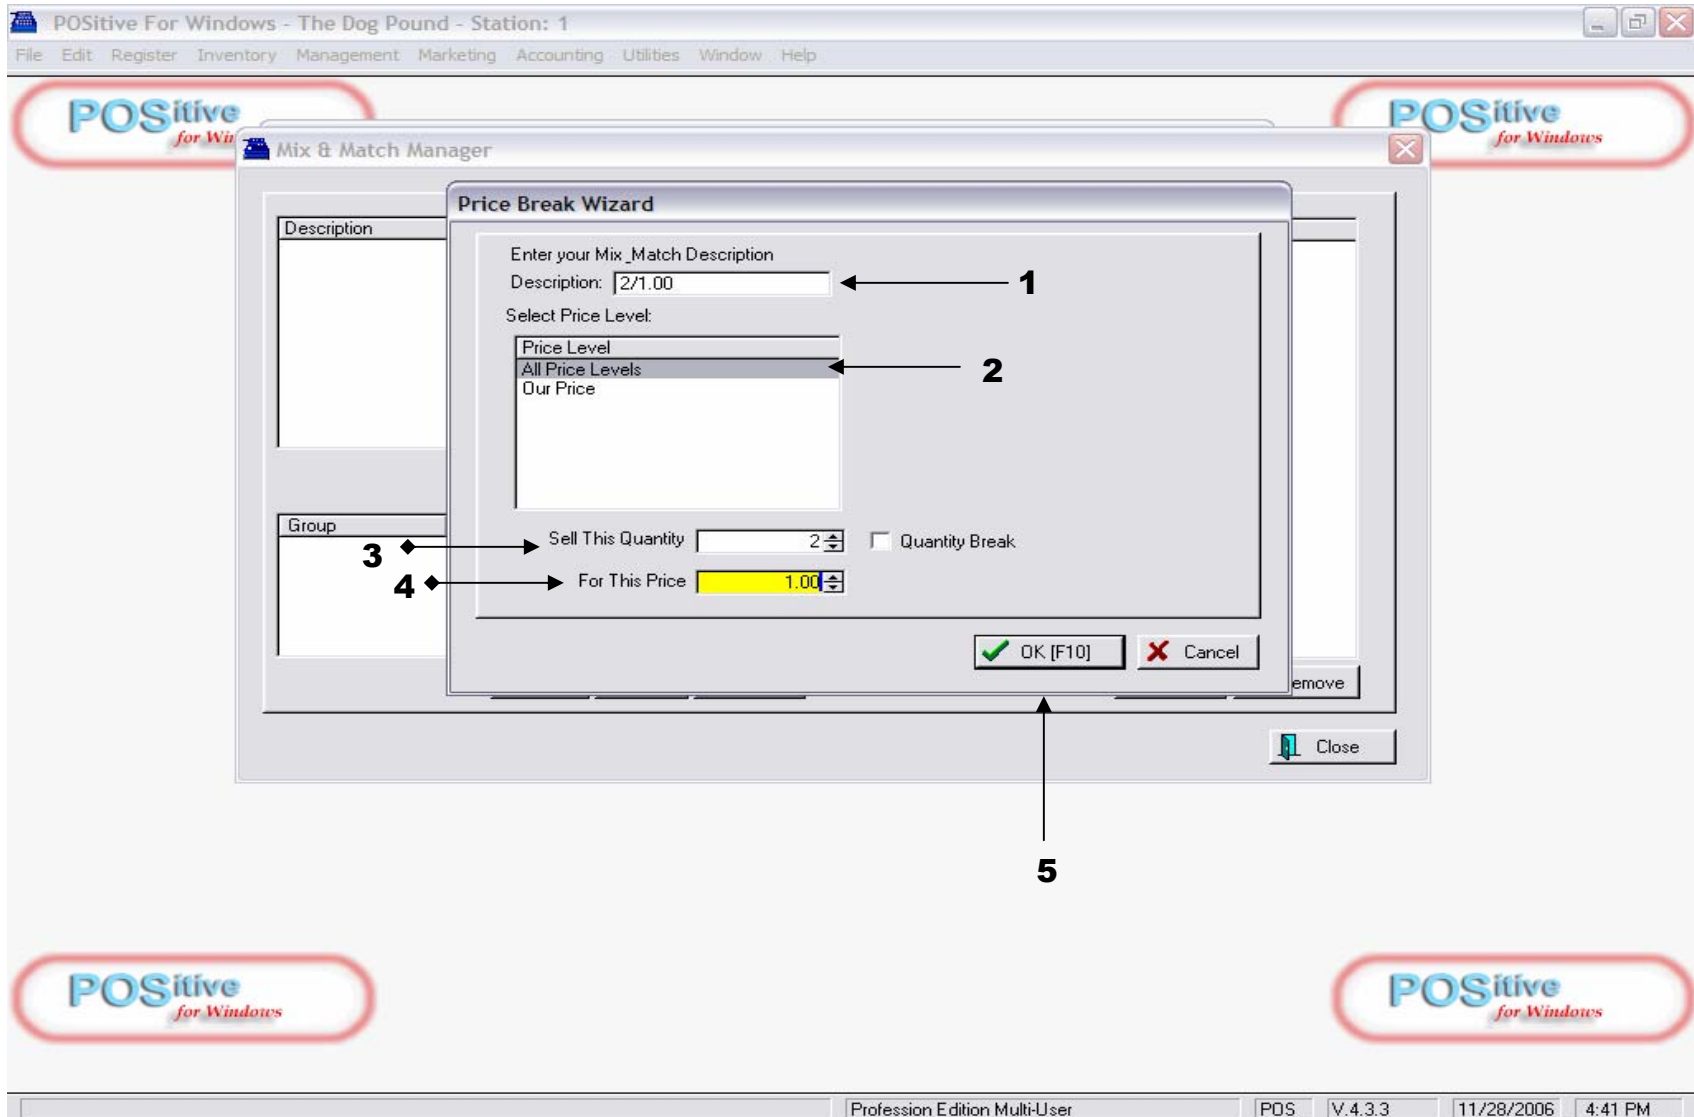 POSitive For Windows - The Dog Pound - Station: 1
File Edit Register Inventory Management Marketing Accounting Utilities Window Help
POSitive
for Win
POSitive
for Windows
Mix & Match Manager
Price Break Wizard
Description
Enter your Mix_Match Description
Description: 2/1.00
1
Select Price Level:
Price Level
All Price Levels
2
Our Price
Group
3
Sell This Quantity 2
Quantity Break
4
For This Price 1.00
OK [F10]
Cancel
emove
Close
5
POSitive
for Windows
POSitive
for Windows
Profession Edition Multi-User POS V.4.3.3 11/28/2006 4:41 PM